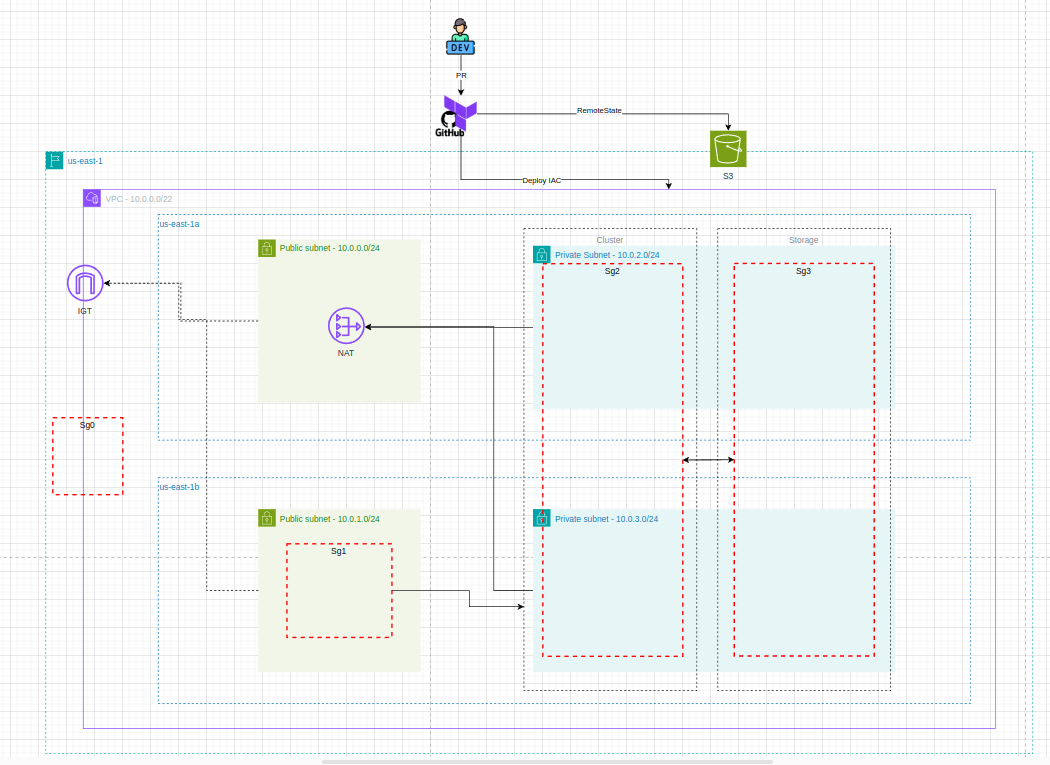 DEV
PR
GitHub
RemoteState
S3
Deploy IAC
us-east-1
VPC - 10.0.0.0/22
us-east-1a
Public subnet - 10.0.0.0/24
Cluster
Storage
Private Subnet - 10.0.2.0/24
Sg2
Sg3
IGT
NAT
Sg0
us-east-1b
Public subnet - 10.0.1.0/24
Private subnet - 10.0.3.0/24
Sg1